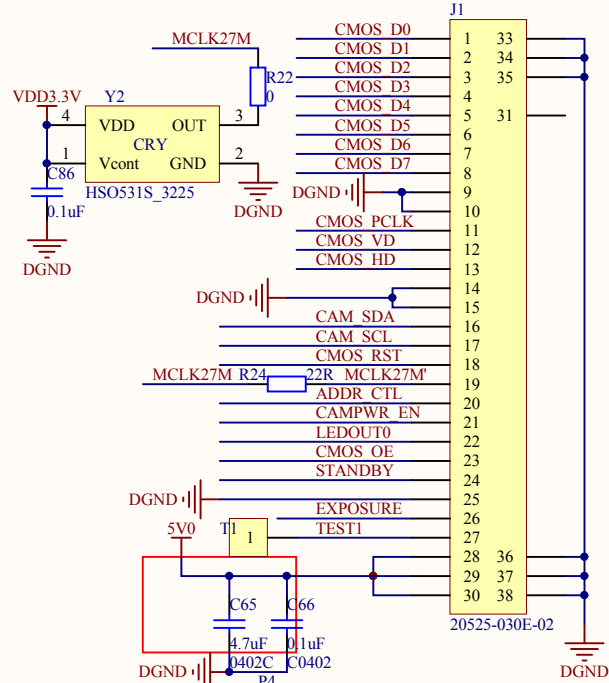 J1
MCLK27M
R22
0
VDD3.3V
Y2
4 VDD OUT 3
CRY
1 Vcont GND 2
C86
HSO531S_3225
0.1uF
DGND
DGND
CMOS_D0 1 33
CMOS_D1 2 34
CMOS_D2 3 35
CMOS_D3 4
CMOS_D4 5 31
CMOS_D5 6
CMOS_D6 7
CMOS_D7 8
DGND 9
10
CMOS_PCLK 11
CMOS_VD 12
CMOS_HD 13
14
DGND 15
CAM_SDA 16
CAM_SCL 17
CMOS_RST 18
MCLK27M R24 22R MCLK27M' 19
ADDR_CTL 20
CAMPWR_EN 21
LEDOUT0 22
CMOS_OE 23
STANDBY 24
DGND 25
EXPOSURE 26
T1 1 TEST1 27
5V0
28 36
29 37
30 38
C65 C66
20525-030E-02
4.7uF 0.1uF
0402C C0402
DGND
DGND
P4